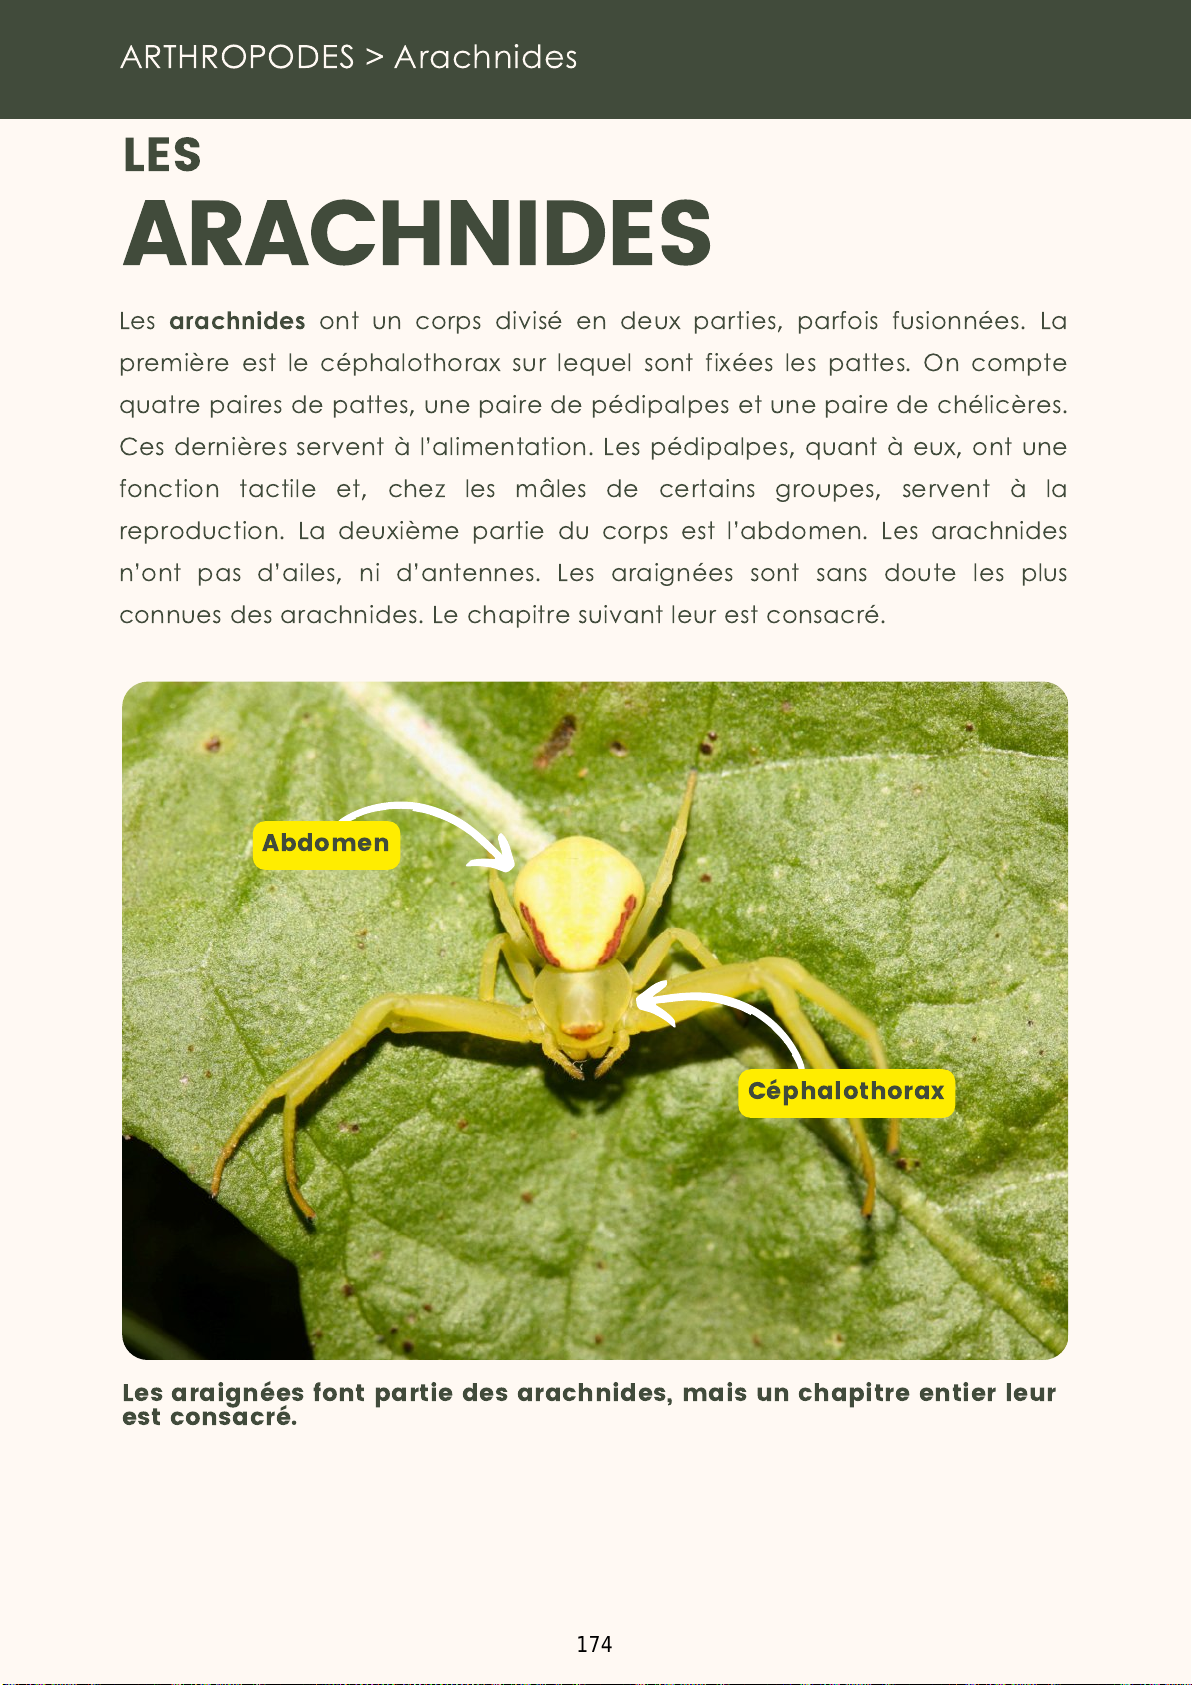 ARTHROPODES > Arachnides
LES
ARACHNIDES
Les arachnides ont un corps divisé en deux parties, parfois fusionnées. La
première est le céphalothorax sur lequel sont fixées les pattes. On compte
quatre paires de pattes, une paire de pédipalpes et une paire de chélicères.
Ces dernières servent à l’alimentation. Les pédipalpes, quant à eux, ont une
fonction tactile et, chez les mâles de certains groupes, servent à la
reproduction. La deuxième partie du corps est l’abdomen. Les arachnides
n’ont pas d’ailes, ni d’antennes. Les araignées sont sans doute les plus
connues des arachnides. Le chapitre suivant leur est consacré.
Abdomen
Céphalothorax
Les araignées font partie des arachnides, mais un chapitre entier leur
est consacré.
174